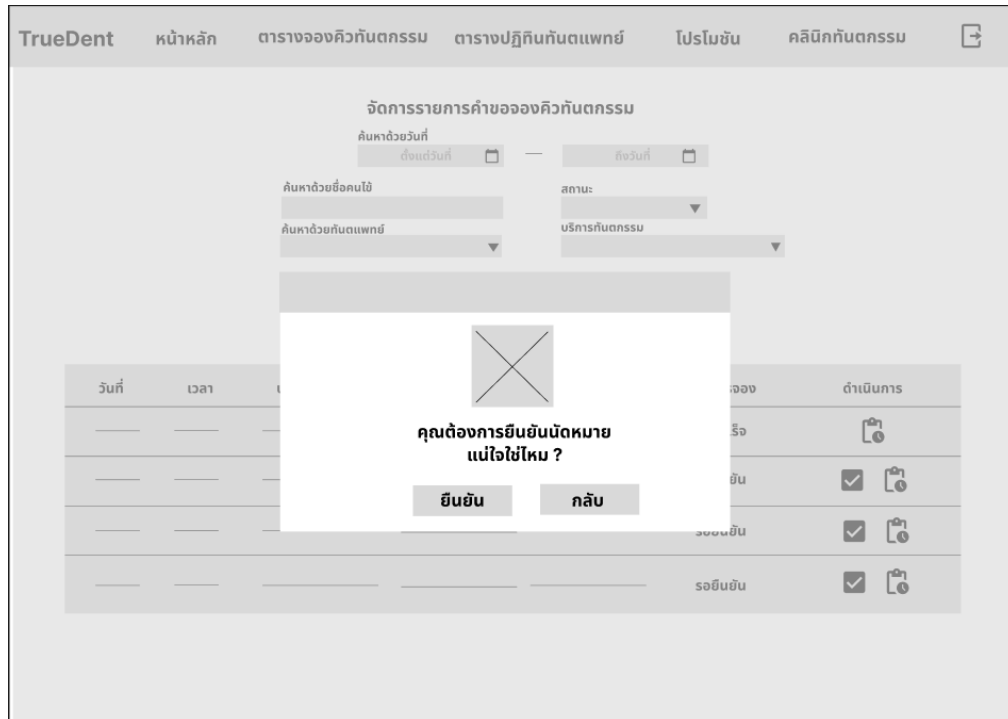 TrueDent หน้าหลัก ตารางจองคิวทันตกรรม ตารางปฏิทินทันตแพทย์ โปรโมชัน คลินิกทันตกรรม
จัดการรายการคำขอจองคิวทันตกรรม
ค้นหาด้วยวันที่
ตั้งแต่วันที่ ถึงวันที่
ค้นหาด้วยชื่อคนไข้ สถานะ
ค้นหาด้วยทันตแพทย์ บริการทันตกรรม
คุณต้องการยืนยันนัดหมาย
แน่ใจใช่ไหม ?
ยืนยัน กลับ
วันที่ เวลา ดำเนินการ
รอยืนยัน
รอยืนยัน